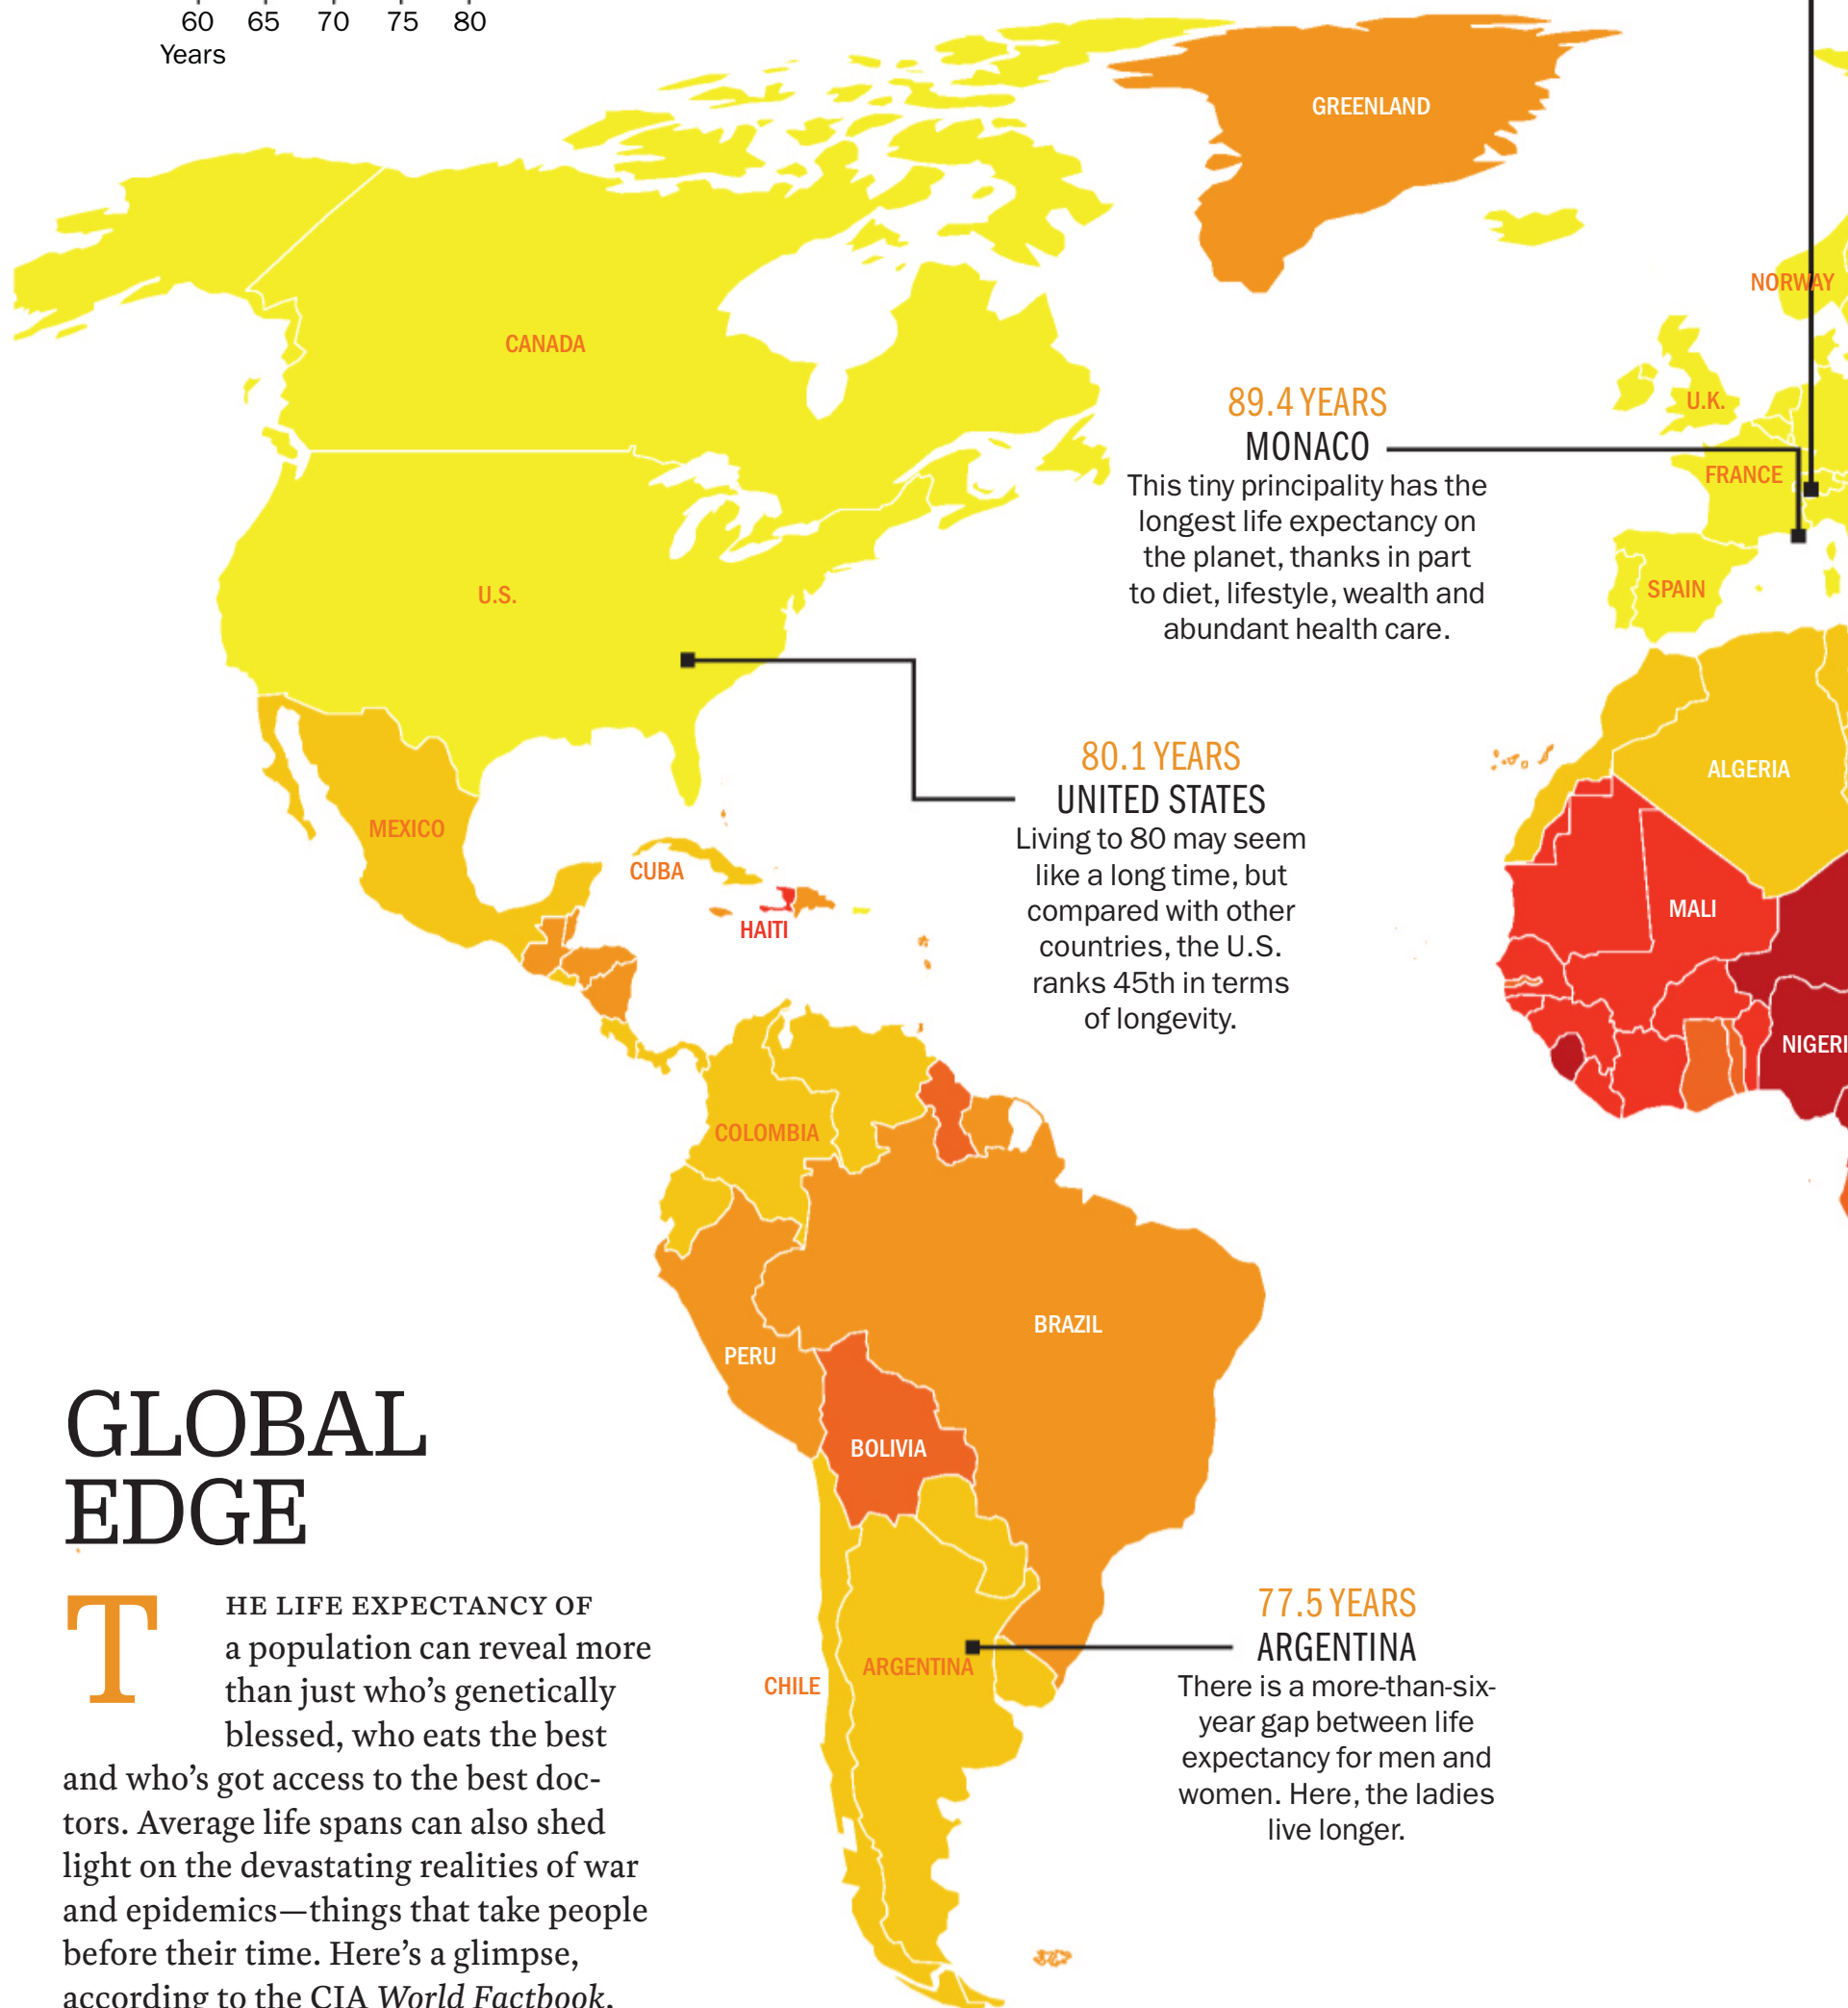 60 65 70 75 80
Years
GREENLAND
NORWAY
CANADA
U.K.
FRANCE
SPAIN
89.4 YEARS
MONACO
This tiny principality has the
longest life expectancy on
the planet, thanks in part
to diet, lifestyle, wealth and
abundant health care.
U.S.
80.1 YEARS
UNITED STATES
Living to 80 may seem
like a long time, but
compared with other
countries, the U.S.
ranks 45th in terms
of longevity.
ALGERIA
MEXICO
CUBA
HAITI
MALI
NIGERI
COLOMBIA
BRAZIL
PERU
BOLIVIA
CHILE
ARGENTINA
77.5 YEARS
ARGENTINA
There is a more-than-six-
year gap between life
expectancy for men and
women. Here, the ladies
live longer.
GLOBAL
EDGE
THE LIFE EXPECTANCY OF
a population can reveal more
than just who’s genetically
blessed, who eats the best
and who’s got access to the best doc-
tors. Average life spans can also shed
light on the devastating realities of war
and epidemics—things that take people
before their time. Here’s a glimpse,
according to the CIA World Factbook,